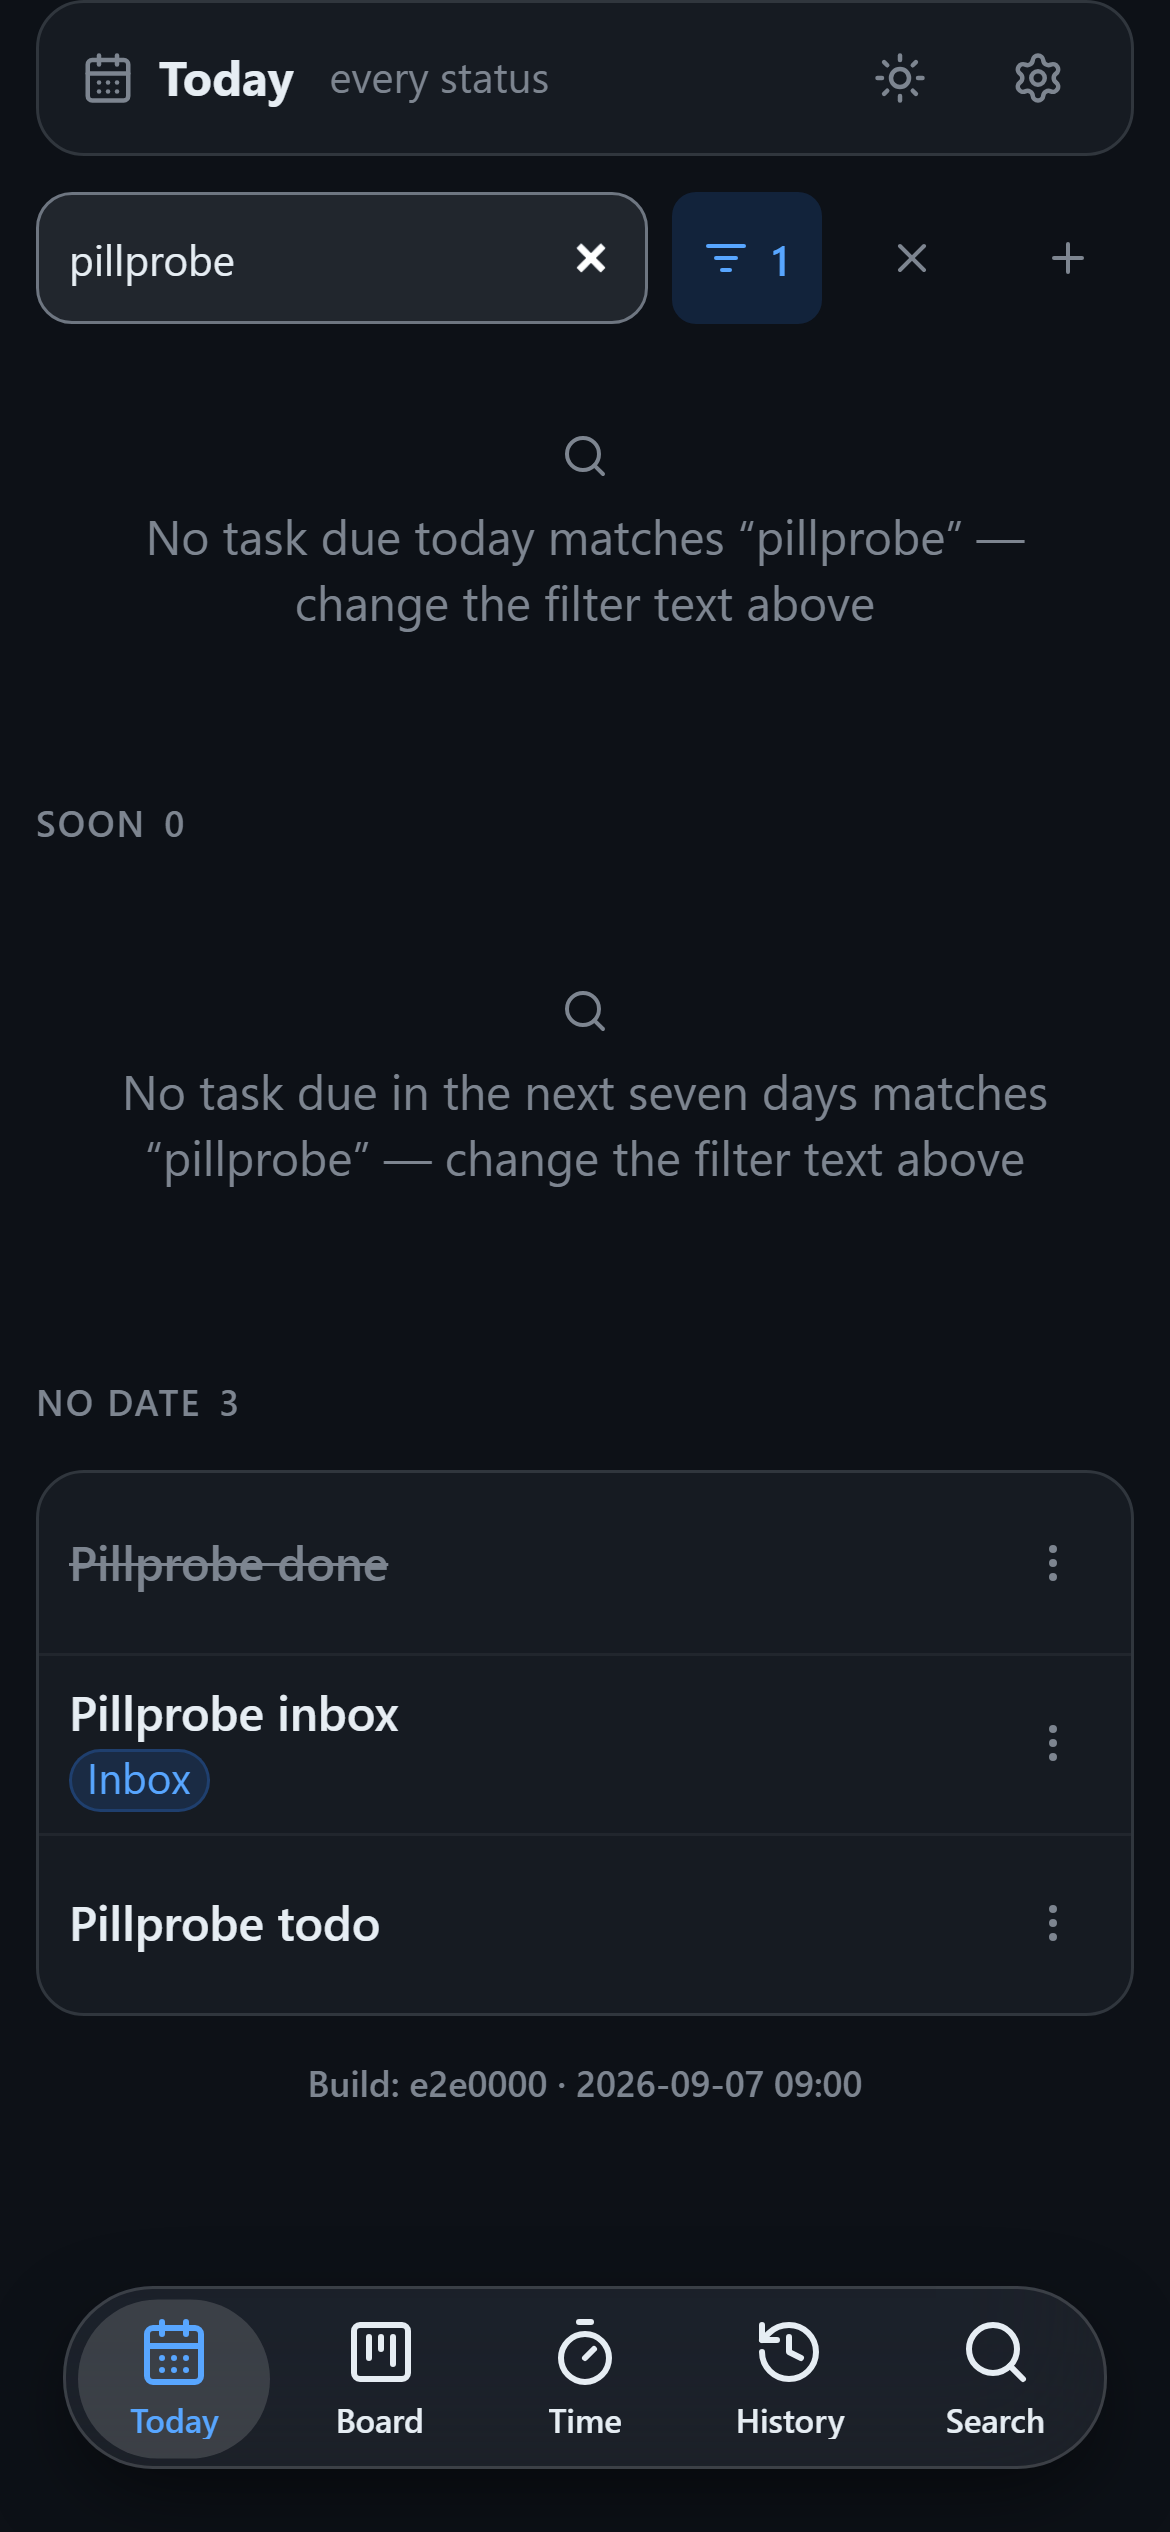 Today every status
pillprobe
1
No task due today matches “pillprobe” —
change the filter text above
SOON 0
No task due in the next seven days matches
“pillprobe” — change the filter text above
NO DATE 3
Pillprobe done
Pillprobe inbox
Inbox
Pillprobe todo
Build: e2e0000 · 2026-09-07 09:00
Today Board Time History Search